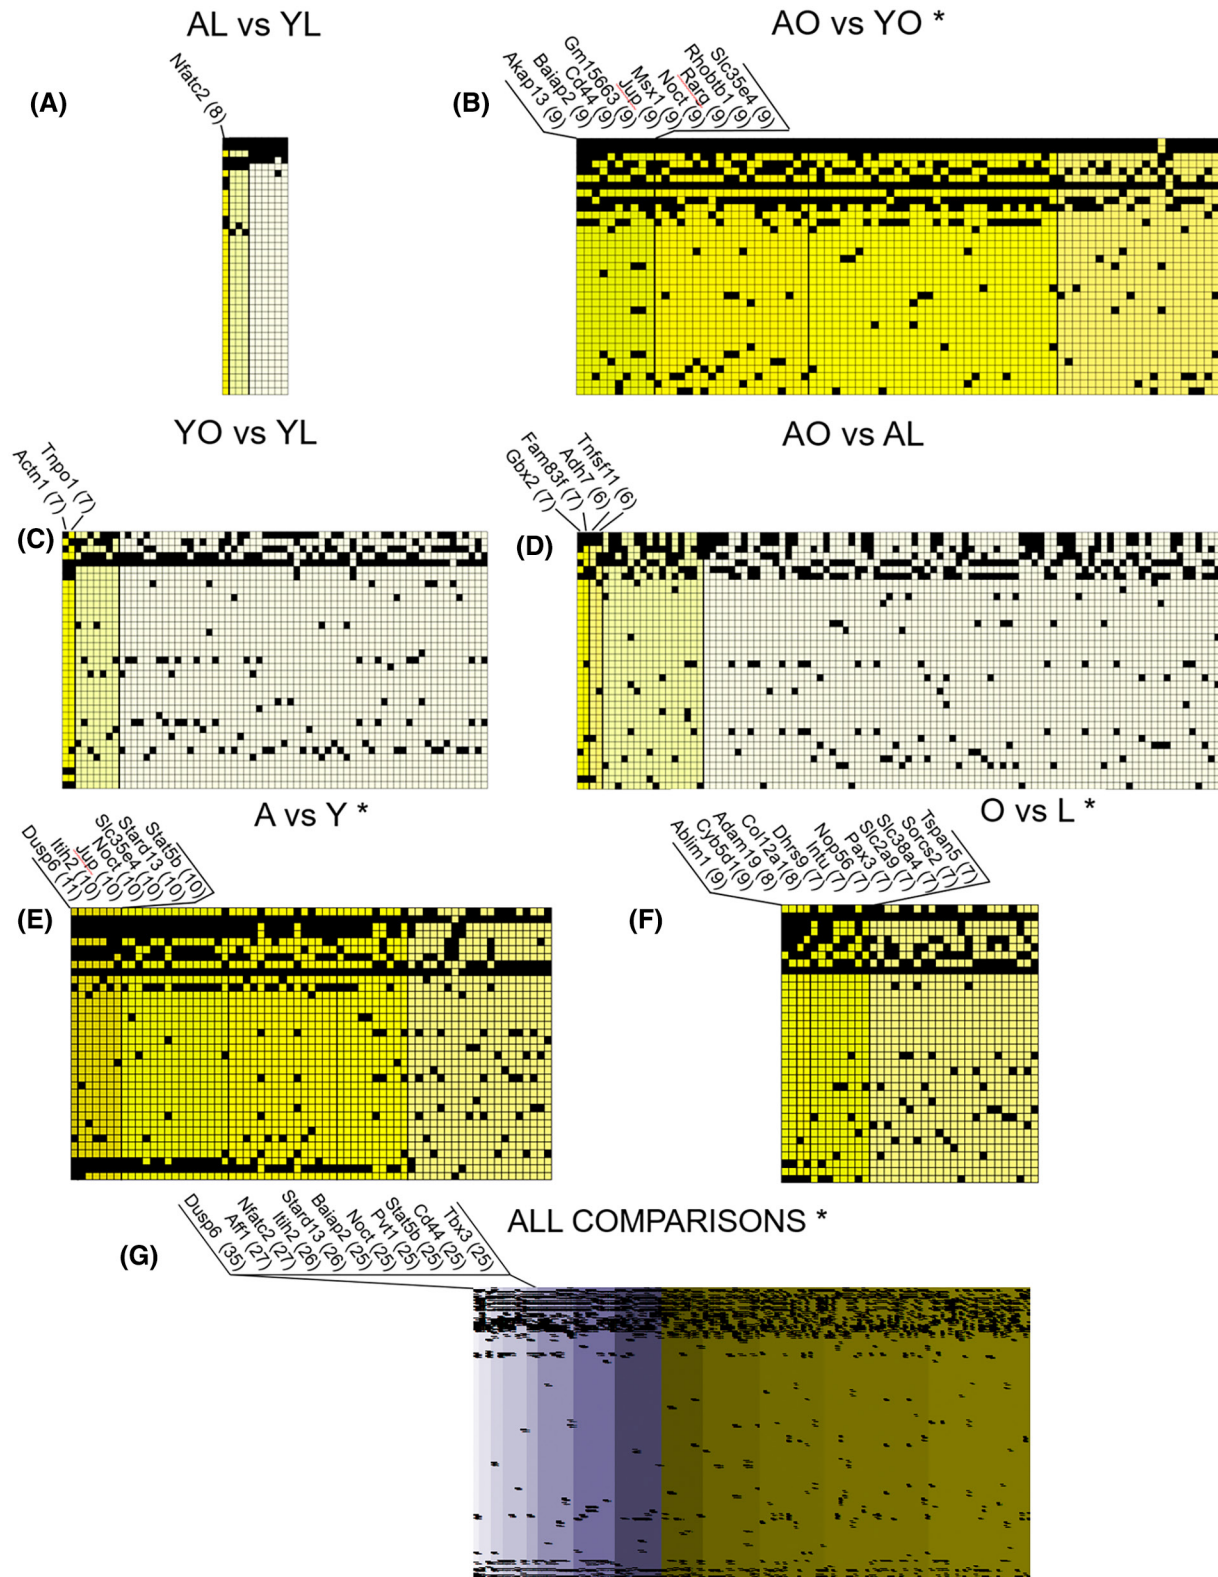 AL vs YL
AO vs YO *
(A)
Nfatc2 (8)
(B)
Akap13 (9)
Baiap2 (9)
Cd44 (9)
Gm15663 (9)
Jup (9)
Msx1 (9)
Noct (9)
Rarg (9)
Rhobtb1 (9)
Slc35e4 (9)
YO vs YL
AO vs AL
(C)
Actn1 (7)
Tnpo1 (7)
(D)
Gbx2 (7)
Fam83f (7)
Adh7 (6)
Tnfsf11 (6)
A vs Y *
O vs L *
(E)
Dusp6 (11)
Itih2 (10)
Jup (10)
Noct (10)
Slc35e4 (10)
Stard13 (10)
Stat5b (10)
(F)
Ablim1 (9)
Cyb5d1(9)
Adam19 (8)
Col12a1(8)
Dhrs9 (7)
Intu (7)
Nop56 (7)
Pax3 (7)
Slc2a9 (7)
Slc38a4 (7)
Sorcs2 (7)
Tspan5 (7)
ALL COMPARISONS *
(G)
Dusp6 (35)
Aff1 (27)
Nfatc2 (27)
Itih2 (26)
Stard13 (26)
Baiap2 (25)
Noct (25)
Pvt1 (25)
Stat5b (25)
Cd44 (25)
Tbx3 (25)